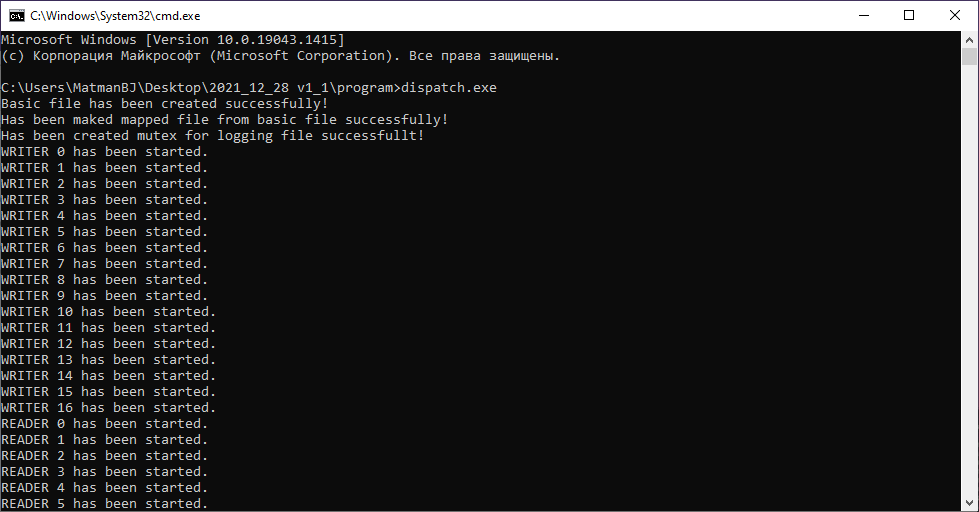 C:\Windows\System32\cmd.exe
Microsoft Windows [Version 10.0.19043.1415]
(c) Корпорация Майкрософт (Microsoft Corporation). Все права защищены.
C:\Users\MatmanBJ\Desktop\2021_12_28 v1_1\program>dispatch.exe
Basic file has been created successfully!
Has been maked mapped file from basic file successfully!
Has been created mutex for logging file successfullt!
WRITER 0 has been started.
WRITER 1 has been started.
WRITER 2 has been started.
WRITER 3 has been started.
WRITER 4 has been started.
WRITER 5 has been started.
WRITER 6 has been started.
WRITER 7 has been started.
WRITER 8 has been started.
WRITER 9 has been started.
WRITER 10 has been started.
WRITER 11 has been started.
WRITER 12 has been started.
WRITER 13 has been started.
WRITER 14 has been started.
WRITER 15 has been started.
WRITER 16 has been started.
READER 0 has been started.
READER 1 has been started.
READER 2 has been started.
READER 3 has been started.
READER 4 has been started.
READER 5 has been started.